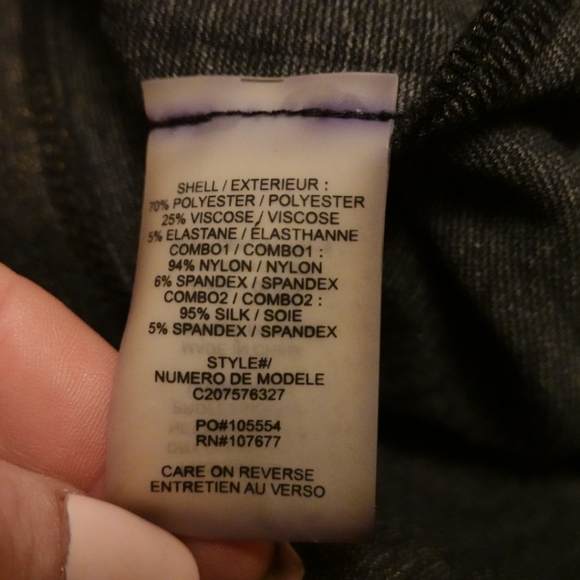 SHELL / EXTERIEUR :
70% POLYESTER / POLYESTER
25% VISCOSE / VISCOSE
5% ELASTANE / ÉLASTHANNE
COMBO1 / COMBO1 :
94% NYLON / NYLON
6% SPANDEX / SPANDEX
COMBO2 / COMBO2 :
95% SILK / SOIE
5% SPANDEX / SPANDEX
STYLE#/
NUMERO DE MODELE
C207576327
PO#105554
RN#107677
CARE ON REVERSE
ENTRETIEN AU VERSO